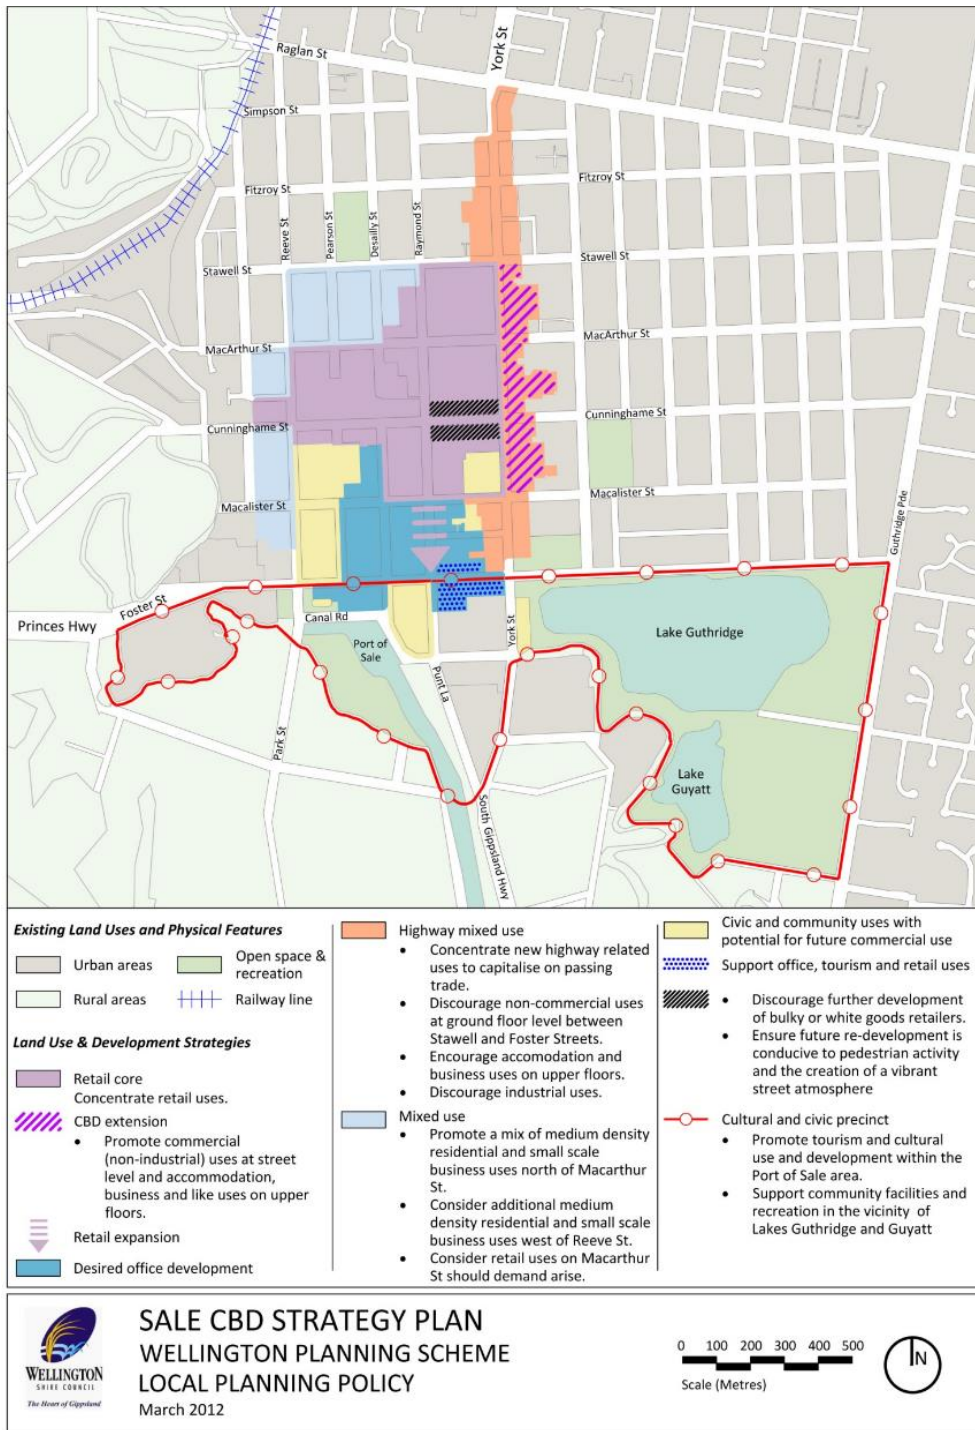 Raglan St
York St
Simpson St
Fitzroy St
Fitzroy St
Reeve St
Pearson St
Desailly St
Raymond St
Stawell St
Stawell St
MacArthur St
MacArthur St
Cunninghame St
Cunninghame St
Macalister St
Macalister St
Guthridge Pde
Foster St
Princes Hwy
Canal Rd
Port of
Sale
York St
Lake Guthridge
Punt La
Park St
Lake
Guyatt
South Gippsland Hwy
Existing Land Uses and Physical Features
Urban areas
Open space &
recreation
Rural areas
Railway line
Land Use & Development Strategies
Retail core
Concentrate retail uses.
CBD extension
• Promote commercial
(non-industrial) uses at street
level and accommodation,
business and like uses on upper
floors.
Retail expansion
Desired office development
Highway mixed use
• Concentrate new highway related
uses to capitalise on passing
trade.
• Discourage non-commercial uses
at ground floor level between
Stawell and Foster Streets.
• Encourage accomodation and
business uses on upper floors.
• Discourage industrial uses.
Mixed use
• Promote a mix of medium density
residential and small scale
business uses north of Macarthur
St.
• Consider additional medium
density residential and small scale
business uses west of Reeve St.
• Consider retail uses on Macarthur
St should demand arise.
Civic and community uses with
potential for future commercial use
Support office, tourism and retail uses
• Discourage further development
of bulky or white goods retailers.
• Ensure future re-development is
conducive to pedestrian activity
and the creation of a vibrant
street atmosphere
Cultural and civic precinct
• Promote tourism and cultural
use and development within the
Port of Sale area.
• Support community facilities and
recreation in the vicinity of
Lakes Guthridge and Guyatt
WELLINGTON
SHIRE COUNCIL
The Heart of Gippsland
SALE CBD STRATEGY PLAN
WELLINGTON PLANNING SCHEME
LOCAL PLANNING POLICY
March 2012
0 100 200 300 400 500
Scale (Metres)
N